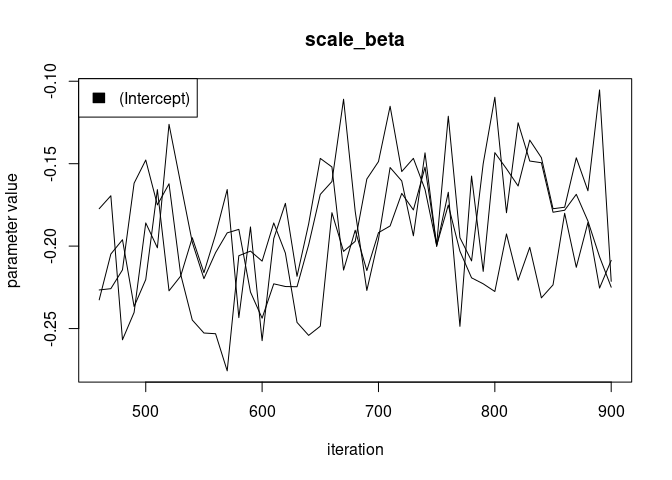 scale_beta
(Intercept)
parameter value
-0.10
-0.15
-0.20
-0.25
500 600 700 800 900
iteration